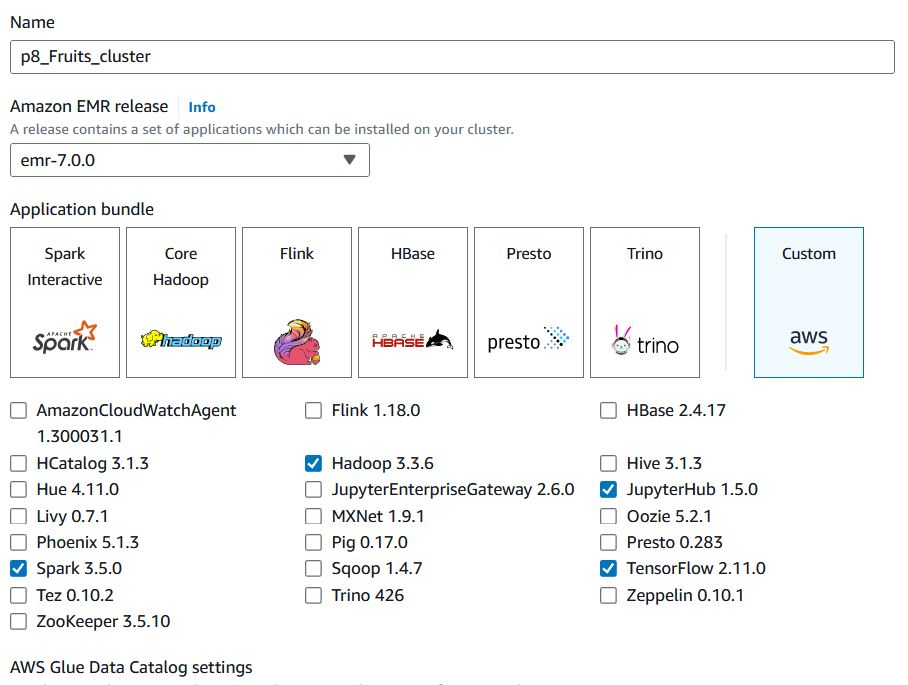 Name
p8_Fruits_cluster
Amazon EMR release Info
A release contains a set of applications which can be installed on your cluster.
emr-7.0.0
Application bundle
Spark Interactive
APACHE Spark
Core Hadoop
hadoop
Flink
HBase
APACHE HBASE
Presto
presto
Trino
trino
Custom
aws
AmazonCloudWatchAgent 1.300031.1
Flink 1.18.0
HBase 2.4.17
HCatalog 3.1.3
Hadoop 3.3.6
Hive 3.1.3
Hue 4.11.0
JupyterEnterpriseGateway 2.6.0
JupyterHub 1.5.0
Livy 0.7.1
MXNet 1.9.1
Oozie 5.2.1
Phoenix 5.1.3
Pig 0.17.0
Presto 0.283
Spark 3.5.0
Sqoop 1.4.7
TensorFlow 2.11.0
Tez 0.10.2
Trino 426
Zeppelin 0.10.1
ZooKeeper 3.5.10
AWS Glue Data Catalog settings